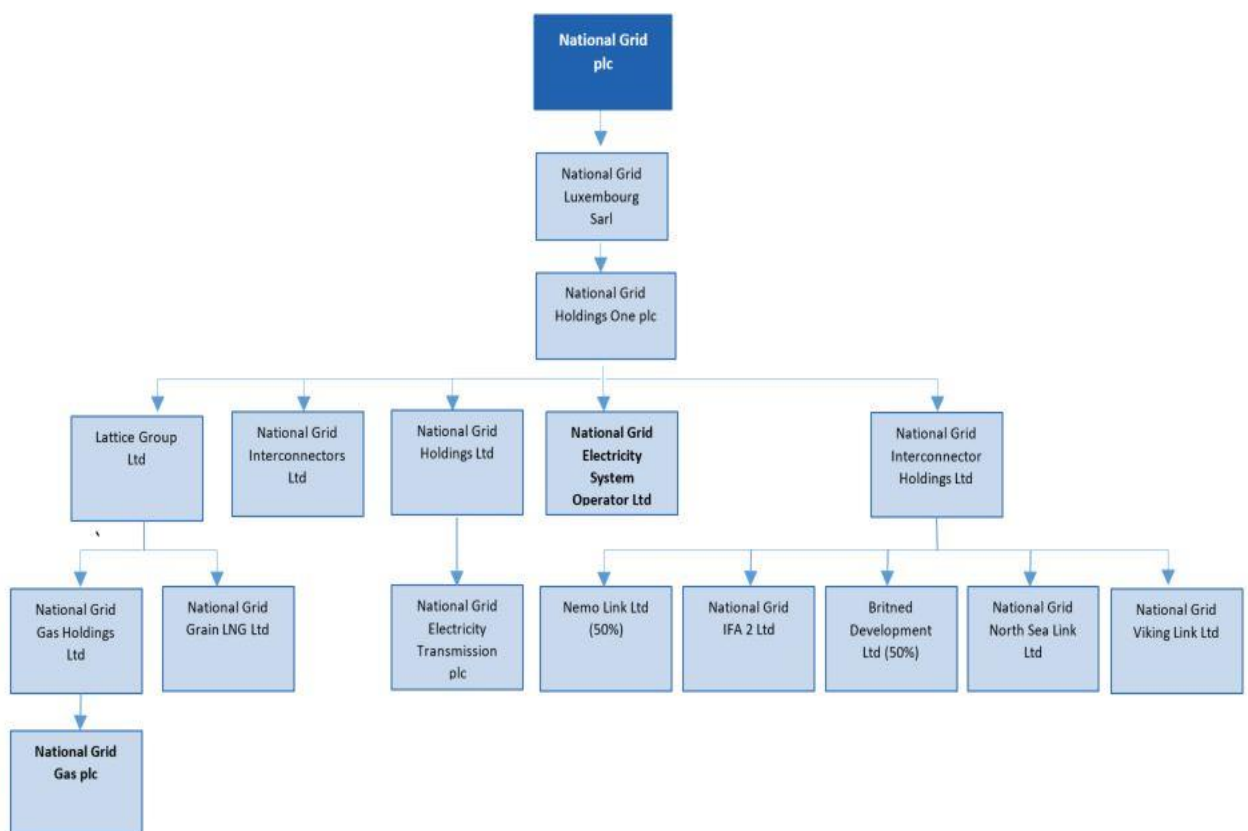 National Grid
plc
National Grid
Luxembourg
Sarl
National Grid
Holdings One plc
Lattice Group
Ltd
National Grid
Interconnectors
Ltd
National Grid
Holdings Ltd
National Grid
Electricity
System
Operator Ltd
National Grid
Interconnector
Holdings Ltd
National Grid
Gas Holdings
Ltd
National Grid
Grain LNG Ltd
National Grid
Electricity
Transmission
plc
Nemo Link Ltd
(50%)
National Grid
IFA 2 Ltd
Britned
Development
Ltd (50%)
National Grid
North Sea Link
Ltd
National Grid
Viking Link Ltd
National Grid
Gas plc